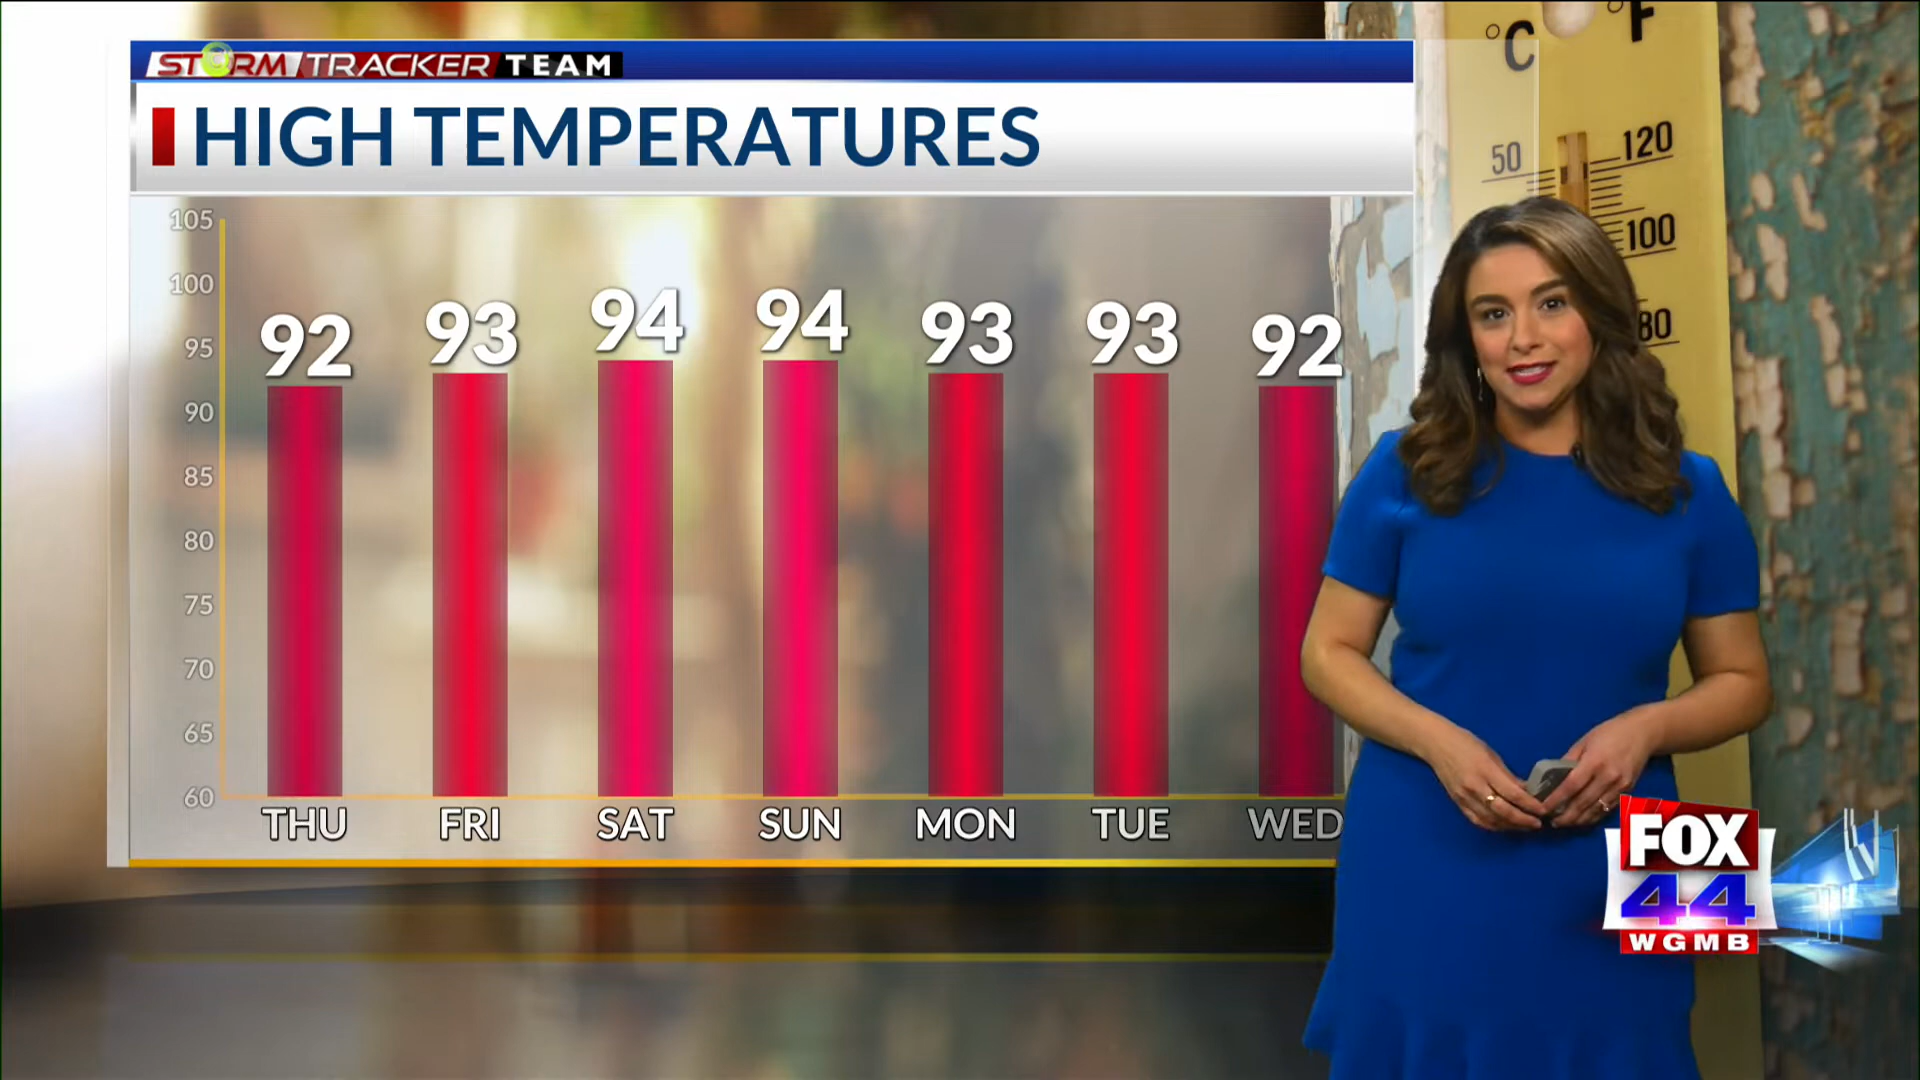 STORM TRACKER TEAM
HIGH TEMPERATURES
105
100
95
90
85
80
75
70
65
60
92 93 94 94 93 93 92
THU FRI SAT SUN MON TUE WED
°C °F
50 120
100
80
FOX
44
WGMB